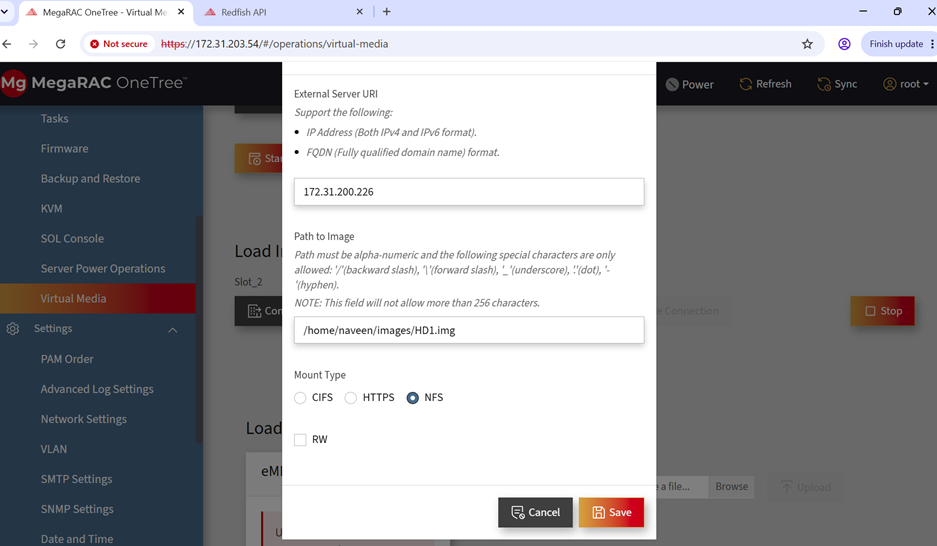 MegaRAC OneTree - Virtual Me
Redfish API
Not secure https://172.31.203.54/#/operations/virtual-media
Finish update
Mg MegaRAC OneTree™
Power
Refresh
Sync
root
Tasks
Firmware
Backup and Restore
KVM
SOL Console
Server Power Operations
Virtual Media
Settings
PAM Order
Advanced Log Settings
Network Settings
VLAN
SMTP Settings
SNMP Settings
Date and Time
Load
Slot_2
Stop
Load
Connection
a file...
Browse
Upload
External Server URI
Support the following:
• IP Address (Both IPv4 and IPv6 format).
• FQDN (Fully qualified domain name) format.
172.31.200.226
Path to Image
Path must be alpha-numeric and the following special characters are only
allowed: '/'(backward slash), '\'(forward slash), '_'(underscore), '.'(dot), '-
'(hyphen).
NOTE: This field will not allow more than 256 characters.
/home/naveen/images/HD1.img
Mount Type
CIFS
HTTPS
NFS
RW
Cancel
Save